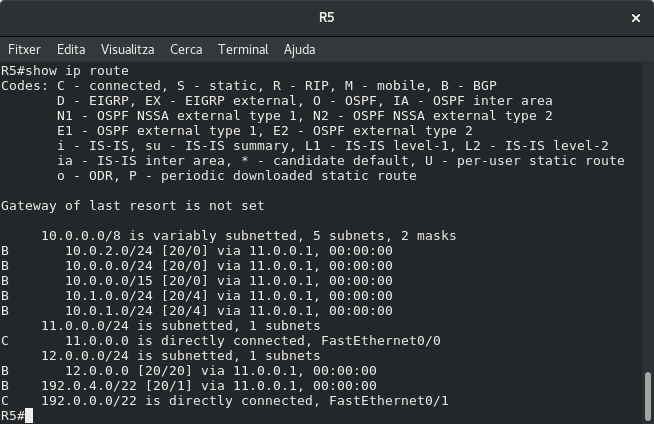 R5
Fitxer Edita Visualitza Cerca Terminal Ajuda
R5#show ip route
Codes: C - connected, S - static, R - RIP, M - mobile, B - BGP
       D - EIGRP, EX - EIGRP external, O - OSPF, IA - OSPF inter area
       N1 - OSPF NSSA external type 1, N2 - OSPF NSSA external type 2
       E1 - OSPF external type 1, E2 - OSPF external type 2
       i - IS-IS, su - IS-IS summary, L1 - IS-IS level-1, L2 - IS-IS level-2
       ia - IS-IS inter area, * - candidate default, U - per-user static route
       o - ODR, P - periodic downloaded static route
Gateway of last resort is not set
     10.0.0.0/8 is variably subnetted, 5 subnets, 2 masks
B       10.0.2.0/24 [20/0] via 11.0.0.1, 00:00:00
B       10.0.0.0/24 [20/0] via 11.0.0.1, 00:00:00
B       10.0.0.0/15 [20/0] via 11.0.0.1, 00:00:00
B       10.1.0.0/24 [20/4] via 11.0.0.1, 00:00:00
B       10.0.1.0/24 [20/4] via 11.0.0.1, 00:00:00
     11.0.0.0/24 is subnetted, 1 subnets
C       11.0.0.0 is directly connected, FastEthernet0/0
     12.0.0.0/24 is subnetted, 1 subnets
B       12.0.0.0 [20/20] via 11.0.0.1, 00:00:00
B    192.0.4.0/22 [20/1] via 11.0.0.1, 00:00:00
C    192.0.0.0/22 is directly connected, FastEthernet0/1
R5#